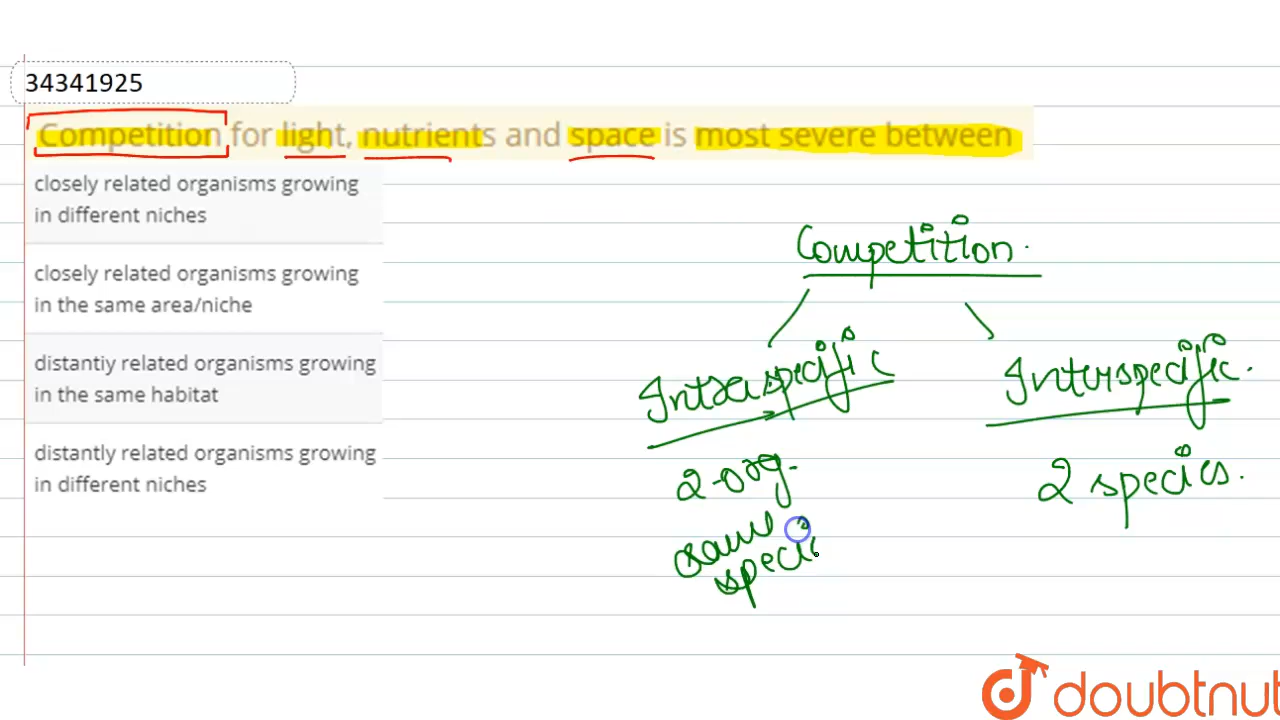 34341925
Competition for light, nutrients and space is most severe between
closely related organisms growing
in different niches
closely related organisms growing
in the same area/niche
distantiy related organisms growing
in the same habitat
distantly related organisms growing
in different niches
Competition.
Intraspecific
Interspecific.
2 org.
same
speci
2 species.
doubtnut